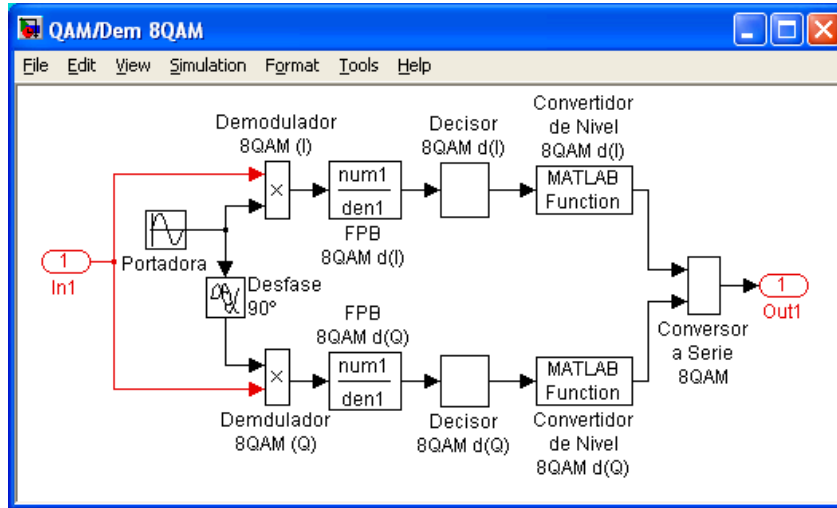 QAM/Dem 8QAM
File Edit View Simulation Format Tools Help
Demodulador
8QAM (I)
num1
den1
FPB
8QAM d(I)
Decisor
8QAM d(I)
Convertidor
de Nivel
8QAM d(I)
MATLAB
Function
Portadora
1
In1
Desfase
90º
Demdulador
8QAM (Q)
FPB
8QAM d(Q)
num1
den1
Decisor
8QAM d(Q)
MATLAB
Function
Convertidor
de Nivel
8QAM d(Q)
Conversor
a Serie
8QAM
1
Out1